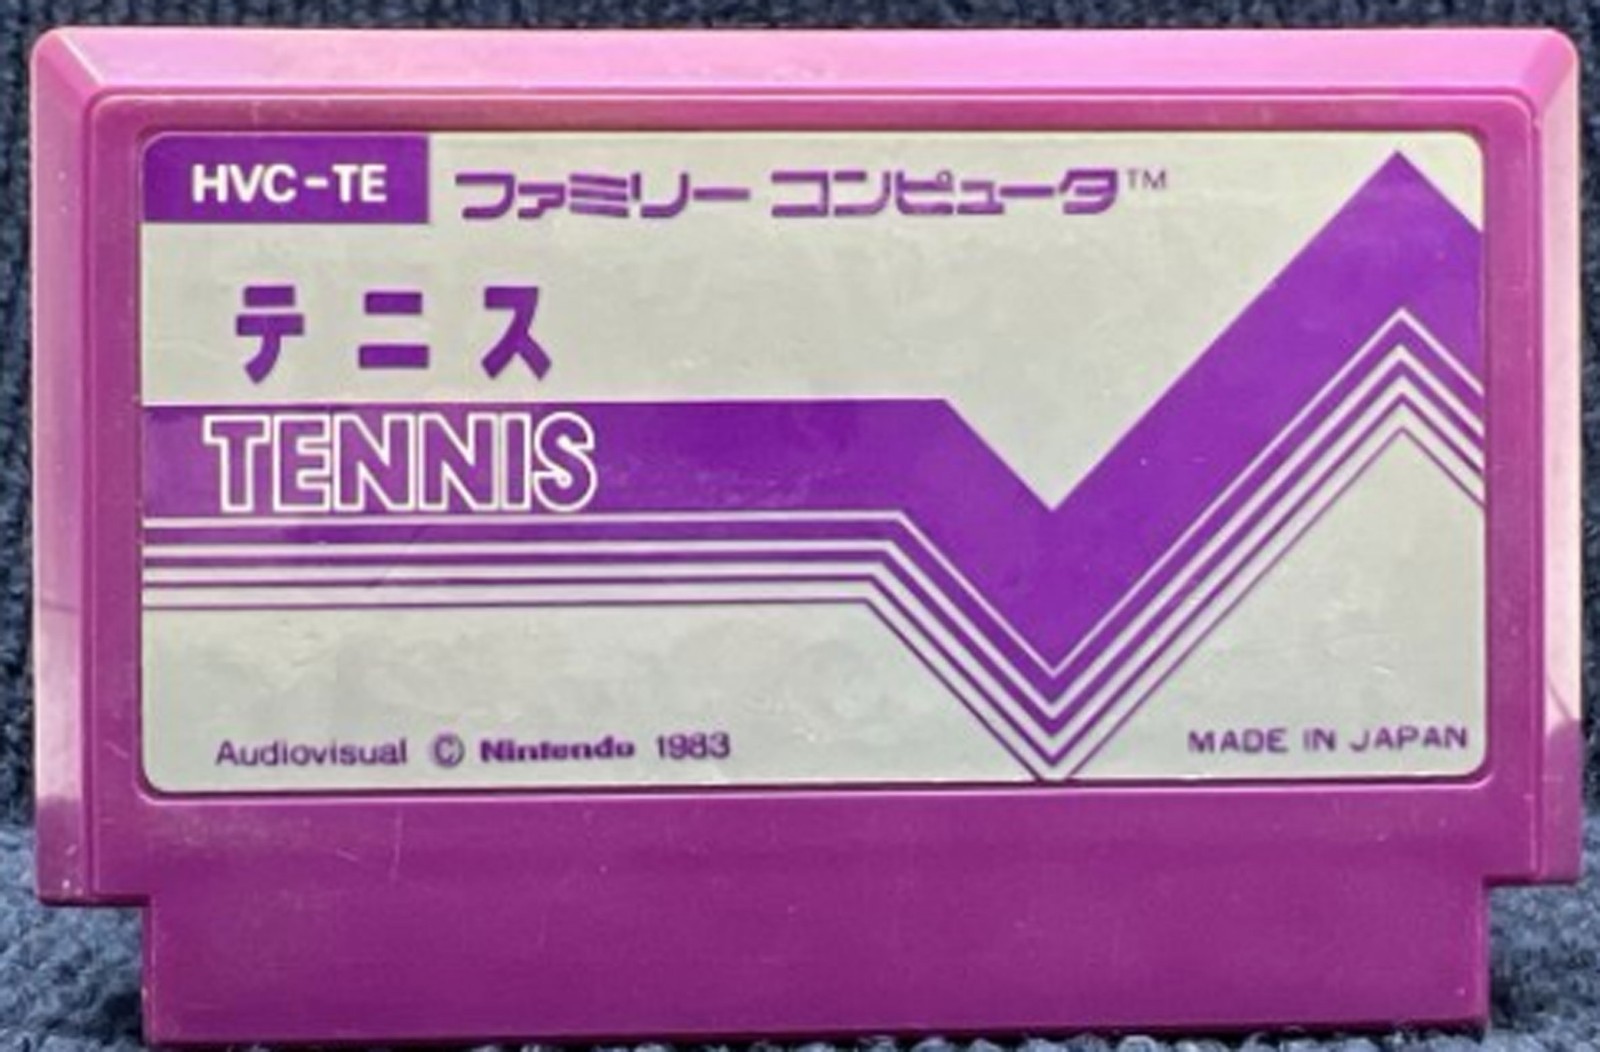 HVC-TE ファミリー コンピュータ™
テニス
TENNIS
Audiovisual © Nintendo 1983
MADE IN JAPAN